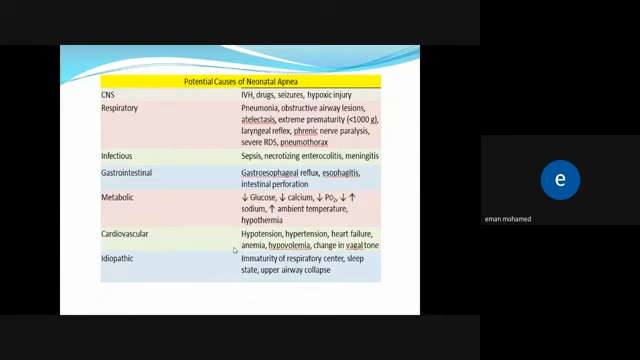 Potential Causes of Neonatal Apnea
CNS
IVH, drugs, seizures, hypoxic injury
Respiratory
Pneumonia, obstructive airway lesions,
atelectasis, extreme prematurity (<1000 g),
laryngeal reflex, phrenic nerve paralysis,
severe RDS, pneumothorax
Infectious
Sepsis, necrotizing enterocolitis, meningitis
Gastrointestinal
Gastroesophageal reflux, esophagitis,
intestinal perforation
Metabolic
↓ Glucose, ↓ calcium, ↓ PO₂, ↓ ↑
sodium, ↑ ambient temperature,
hypothermia
Cardiovascular
Hypotension, hypertension, heart failure,
anemia, hypovolemia, change in vagal tone
Idiopathic
Immaturity of respiratory center, sleep
state, upper airway collapse
e
eman mohamed